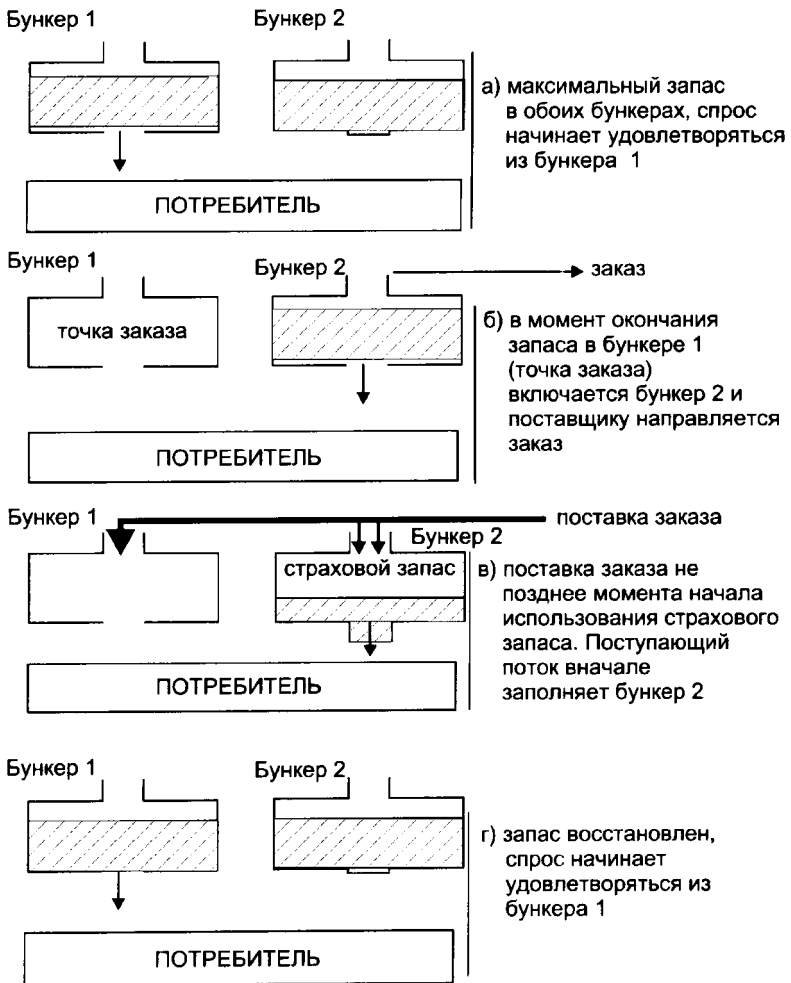 Бункер 1
Бункер 2
а) максимальный запас
в обоих бункерах, спрос
начинает удовлетворяться
из бункера 1
ПОТРЕБИТЕЛЬ
Бункер 1
Бункер 2
заказ
точка заказа
б) в момент окончания
запаса в бункере 1
(точка заказа)
включается бункер 2 и
поставщику направляется
заказ
ПОТРЕБИТЕЛЬ
Бункер 1
поставка заказа
Бункер 2
страховой запас
в) поставка заказа не
позднее момента начала
использования страхового
запаса. Поступающий
поток вначале
заполняет бункер 2
ПОТРЕБИТЕЛЬ
Бункер 1
Бункер 2
г) запас восстановлен,
спрос начинает
удовлетворяться из
бункера 1
ПОТРЕБИТЕЛЬ